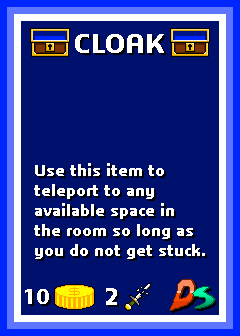 CLOAK
Use this item to
teleport to any
available space in
the room so long as
you do not get stuck.
10 2 DS